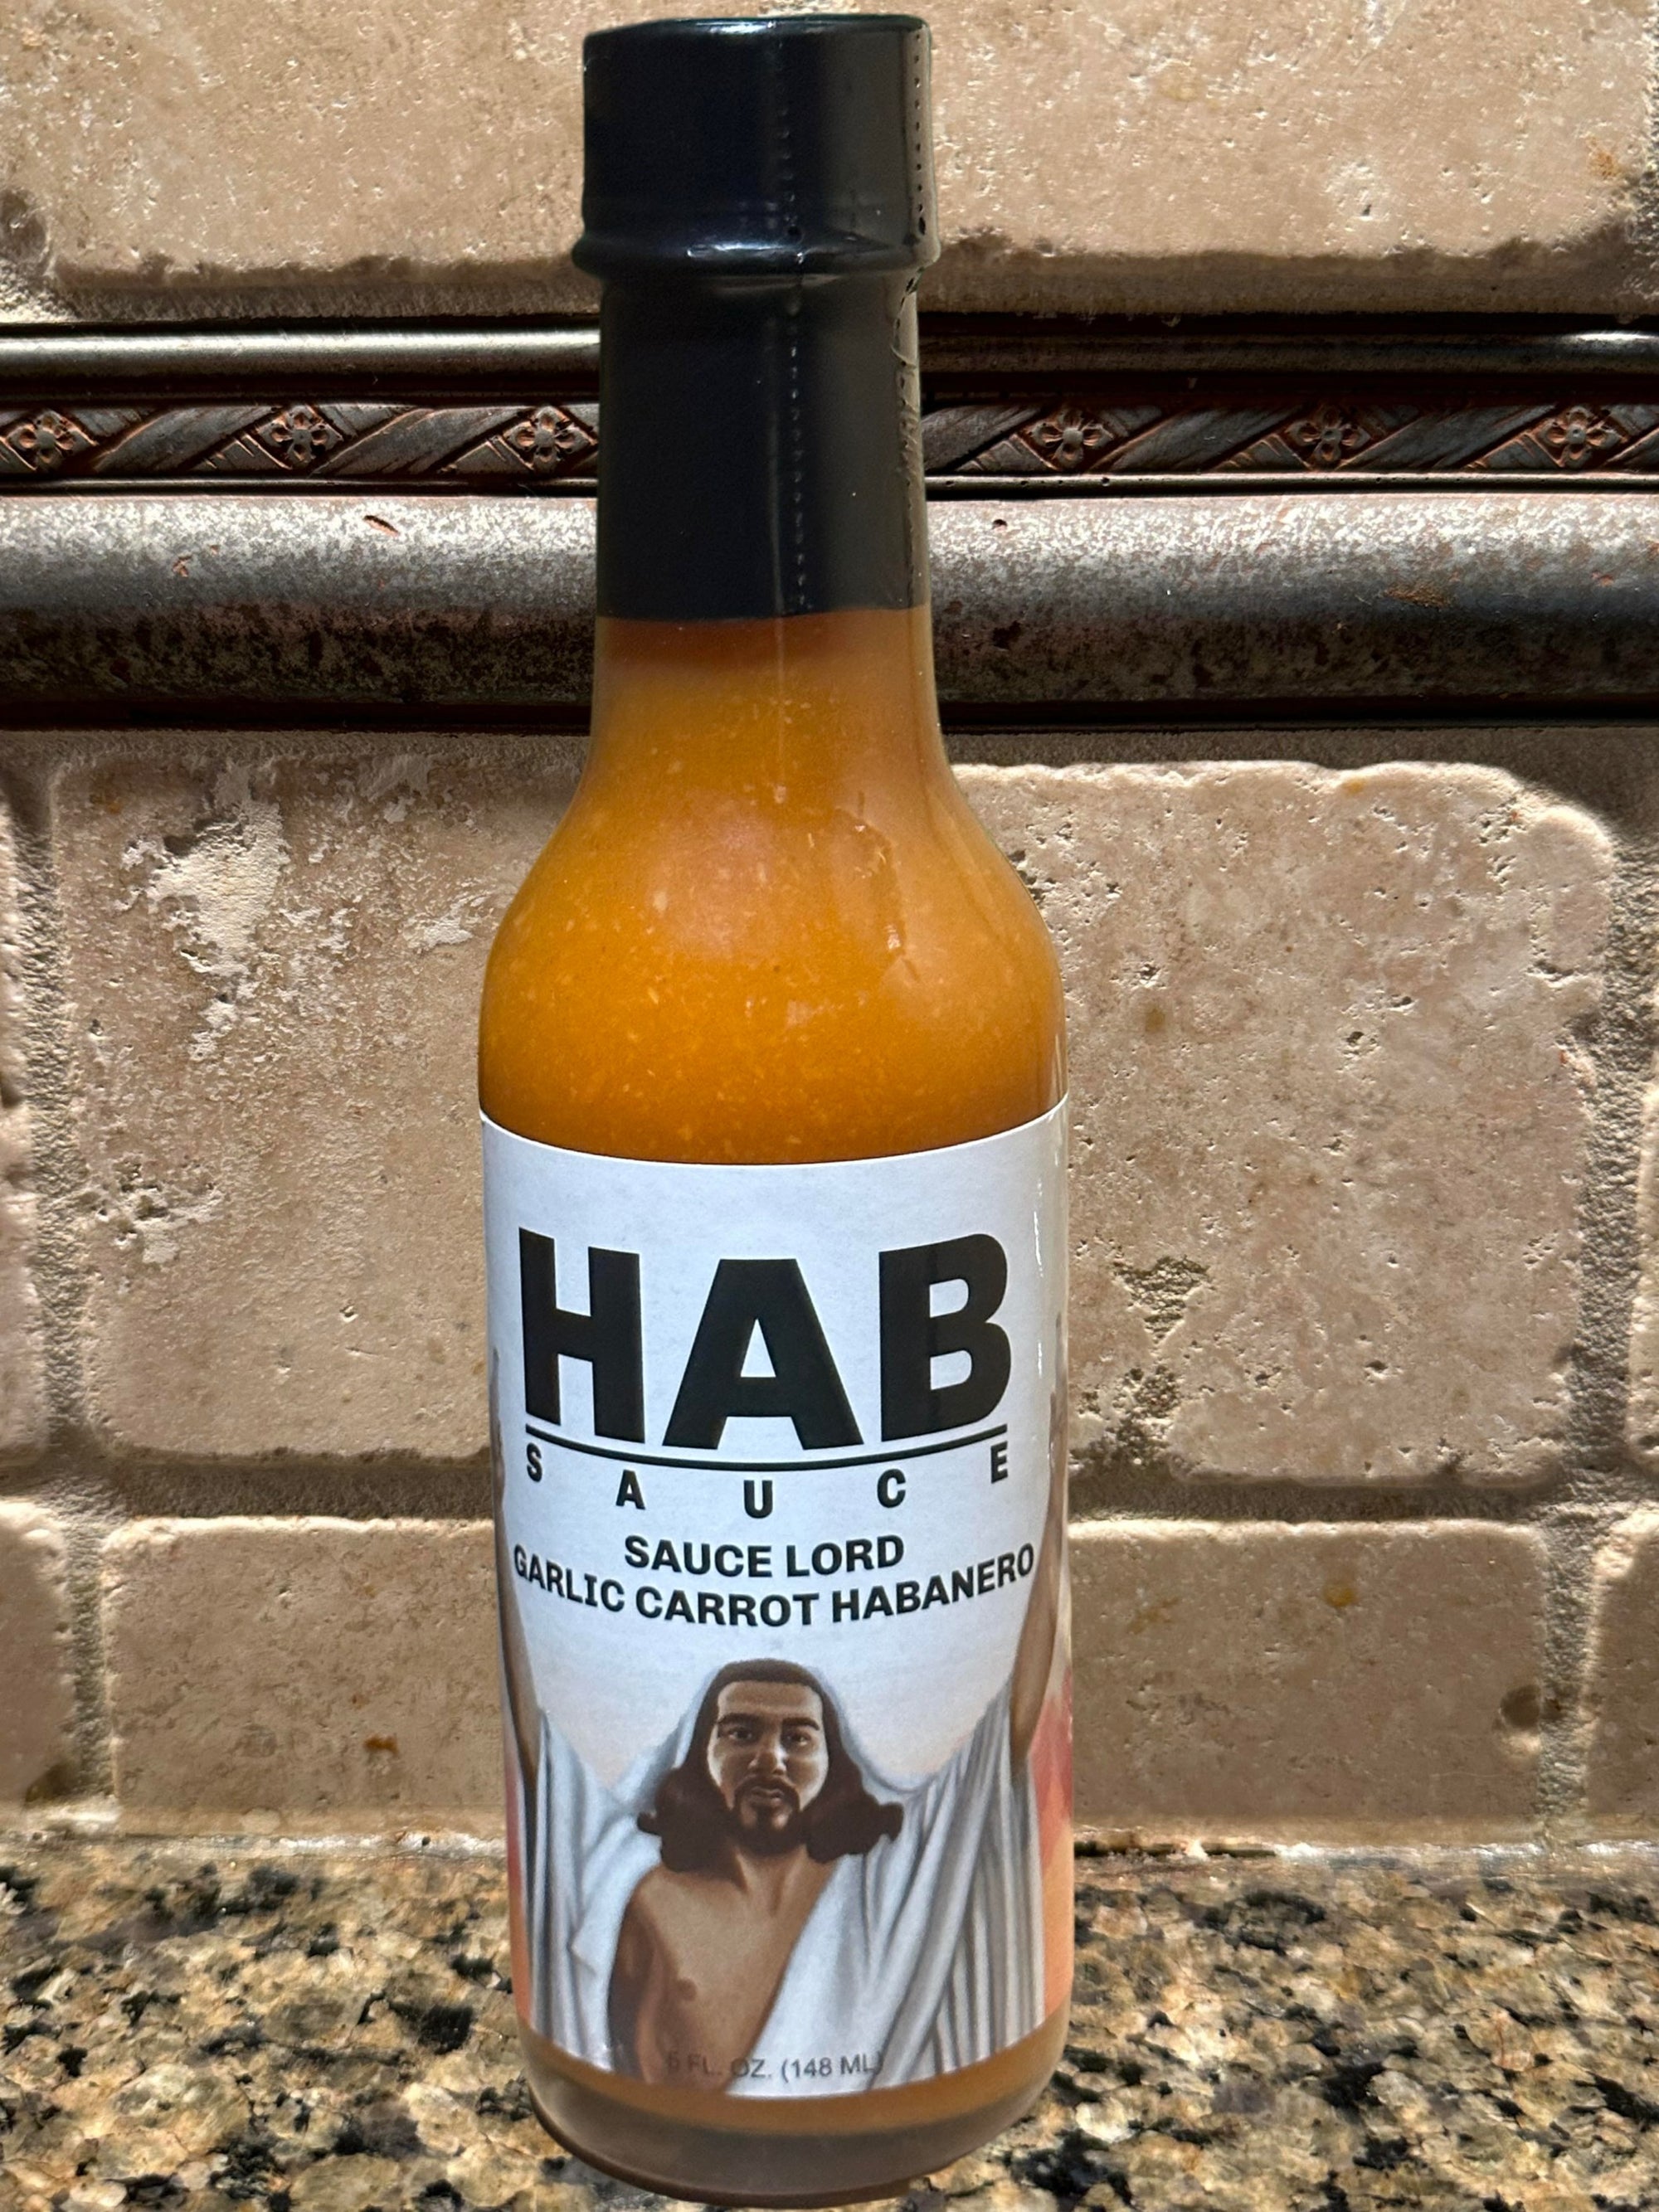 HAB
SAUCE
SAUCE LORD
GARLIC CARROT HABANERO
5 FL. OZ. (148 ML)